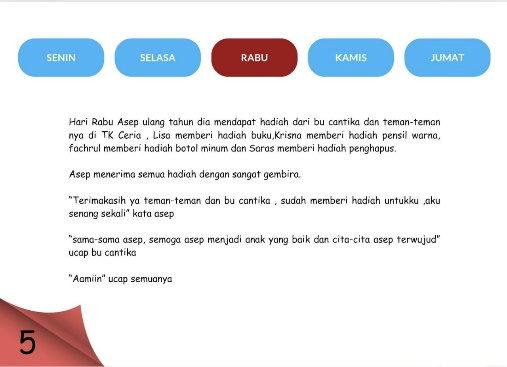 SENIN SELASA RABU KAMIS JUMAT
Hari Rabu Asep ulang tahun dia mendapat hadiah dari bu cantika dan teman-teman
nya di TK Ceria , Lisa memberi hadiah buku,Krisna memberi hadiah pensil warna,
fachrul memberi hadiah botol minum dan Saras memberi hadiah penghapus.
Asep menerima semua hadiah dengan sangat gembira.
"Terimakasih ya teman-teman dan bu cantika , sudah memberi hadiah untukku ,aku
senang sekali" kata asep
"sama-sama asep, semoga asep menjadi anak yang baik dan cita-cita asep terwujud"
ucap bu cantika
"Aamiin" ucap semuanya
5